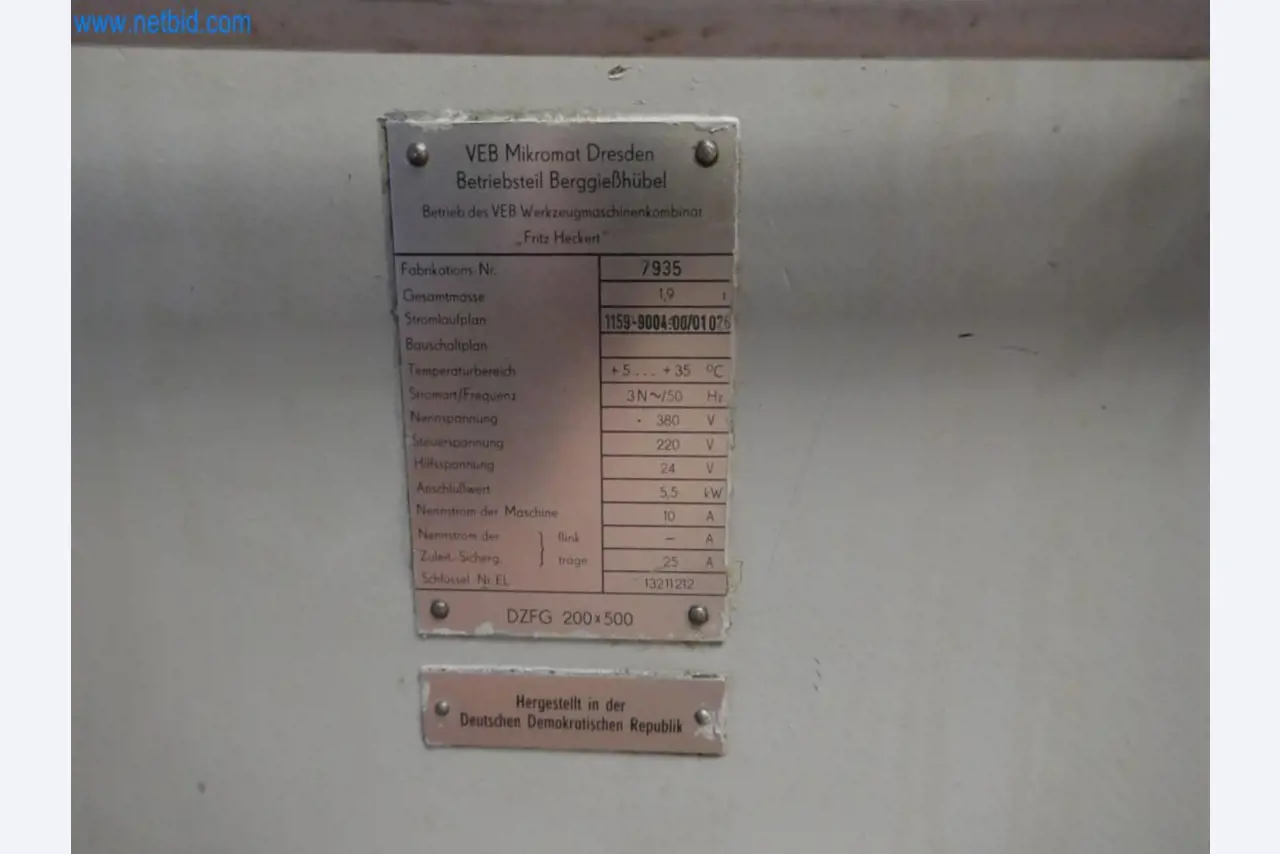 www.netbid.com
VEB Mikromat Dresden
Betriebsteil Berggießhübel
Betrieb des VEB Werkzeugmaschinenkombinat
„Fritz Heckert"
Fabrikations Nr. 7935
Gesamtmasse 1,9 t
Stromlaufplan 1159-9004:00/01 026
Bauschaltplan
Temperaturbereich +5 . . . +35 °C
Stromart/Frequenz 3N~/50 Hz
Nennspannung 380 V
Steuerspannung 220 V
Hilfsspannung 24 V
Anschlußwert 5,5 kW
Nennstrom der Maschine 10 A
Nennstrom der } flink — A
Zuleit.-Sicherg. träge 25 A
Schlüssel Nr. EL 13211212
DZFG 200x500
Hergestellt in der
Deutschen Demokratischen Republik